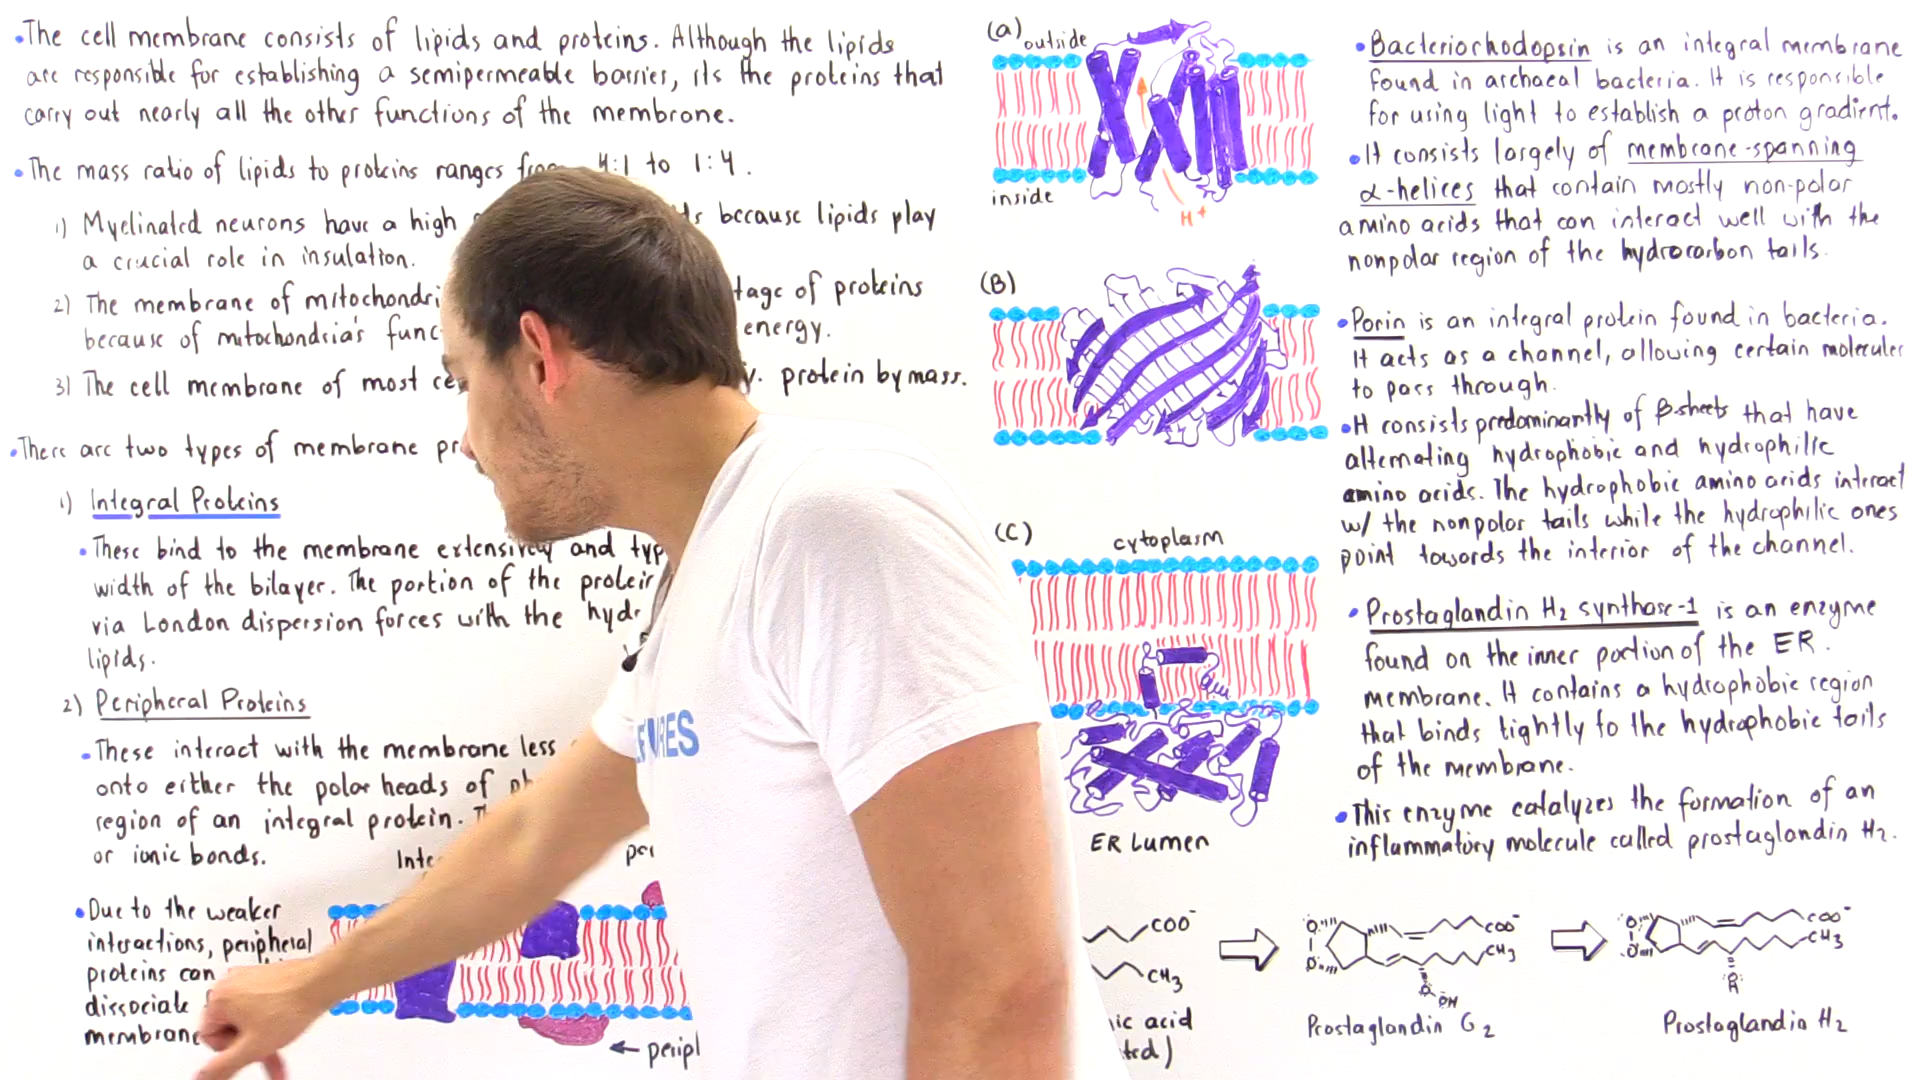 •The cell membrane consists of lipids and proteins. Although the lipids
are responsible for establishing a semipermeable barrier, its the proteins that
carry out nearly all the other functions of the membrane.
•The mass ratio of lipids to proteins ranges from 4:1 to 1:4.
1) Myelinated neurons have a high because lipids play
a crucial role in insulation.
2) The membrane of mitochondri of proteins
because of mitochondria's func energy.
3) The cell membrane of most ce protein by mass.
•There are two types of membrane pr
1) Integral Proteins
•These bind to the membrane extensively and typ
width of the bilayer. The portion of the protein
via London dispersion forces with the hydr
lipids.
2) Peripheral Proteins
•These interact with the membrane less
onto either the polar heads of ph
region of an integral protein. Th
or ionic bonds.
Inte
per
•Due to the weaker
interactions, peripheral
proteins can
dissociate
membrane
← peripl
(a) outside
inside
H+
(B)
(C) cytoplasm
ER Lumen
•Bacteriorhodopsin is an integral membrane
found in archaeal bacteria. It is responsible
for using light to establish a proton gradient.
•It consists largely of membrane-spanning
α-helices that contain mostly non-polar
amino acids that can interact well with the
nonpolar region of the hydrocarbon tails.
•Porin is an integral protein found in bacteria.
It acts as a channel, allowing certain molecules
to pass through.
•It consists predominantly of β-sheets that have
alternating hydrophobic and hydrophilic
amino acids. The hydrophobic amino acids interact
w/ the nonpolar tails while the hydrophilic ones
point towards the interior of the channel.
•Prostaglandin H2 synthase-1 is an enzyme
found on the inner portion of the ER.
membrane. It contains a hydrophobic region
that binds tightly to the hydrophobic tails
of the membrane.
•This enzyme catalyzes the formation of an
inflammatory molecule called prostaglandin H2.
COO-
CH3
ic acid
ted)
O
O
COO-
CH3
O
OH
Prostaglandin G2
O
O
COO-
CH3
O
H
Prostaglandin H2